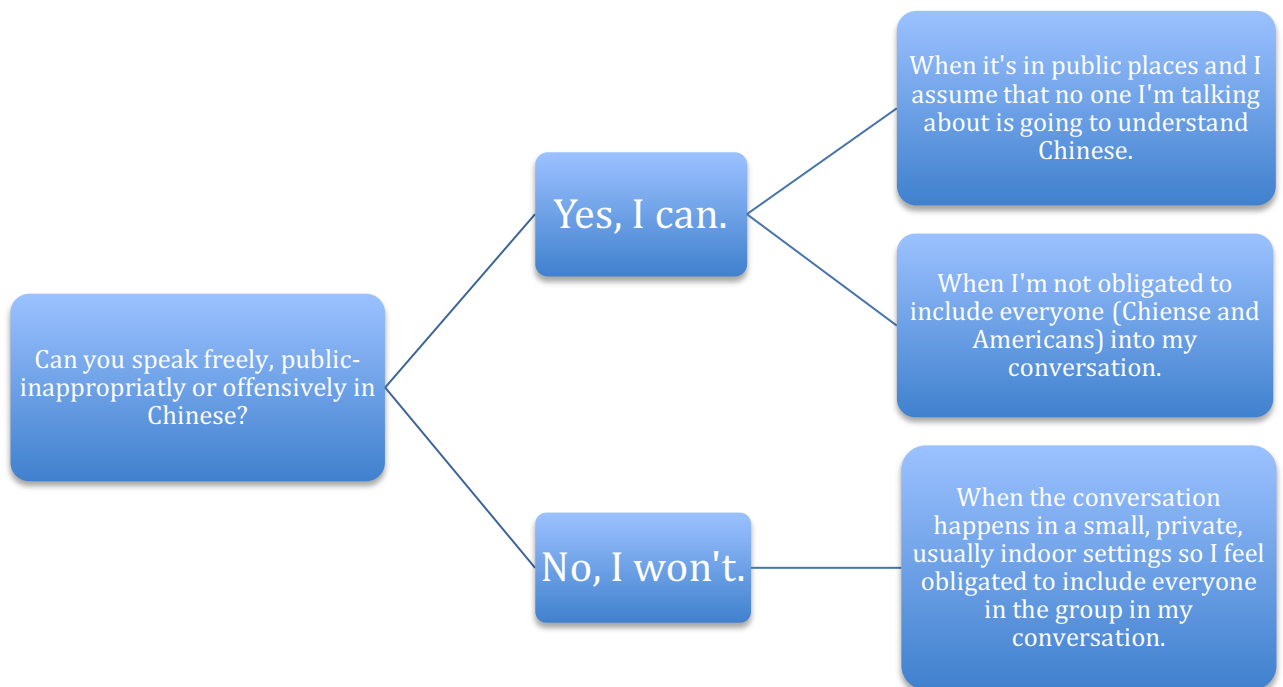 Can you speak freely, public-
inappropriatly or offensively in
Chinese?
Yes, I can.
When it's in public places and I
assume that no one I'm talking
about is going to understand
Chinese.
When I'm not obligated to
include everyone (Chiense and
Americans) into my
conversation.
No, I won't.
When the conversation
happens in a small, private,
usually indoor settings so I feel
obligated to include everyone
in the group in my
conversation.